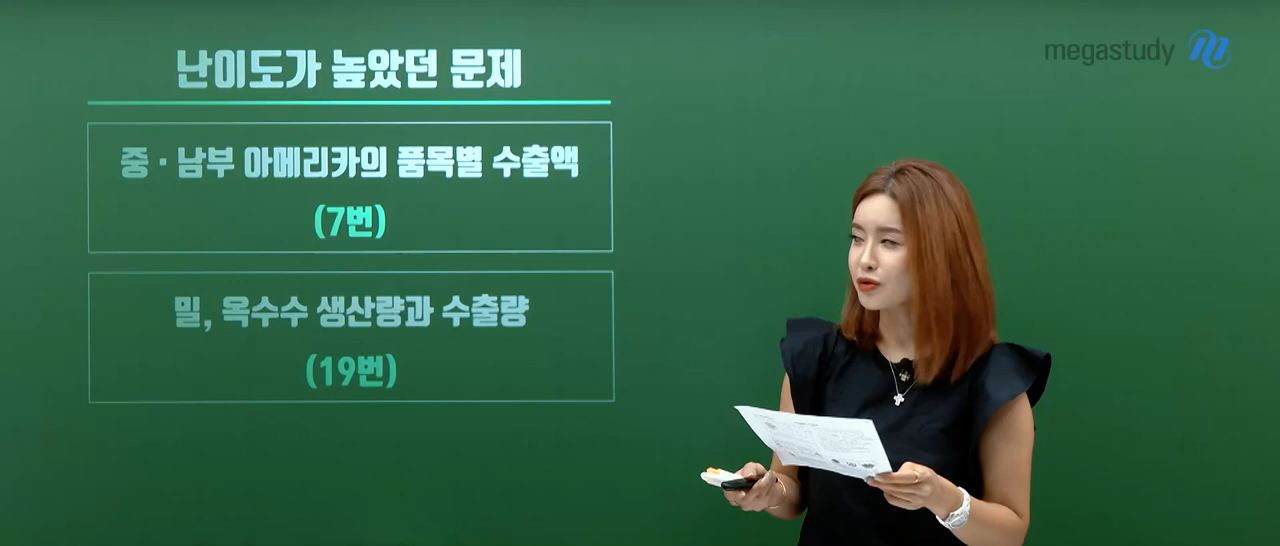 난이도가 높았던 문제
megastudy
중·남부 아메리카의 품목별 수출액
(7번)
밀, 옥수수 생산량과 수출량
(19번)